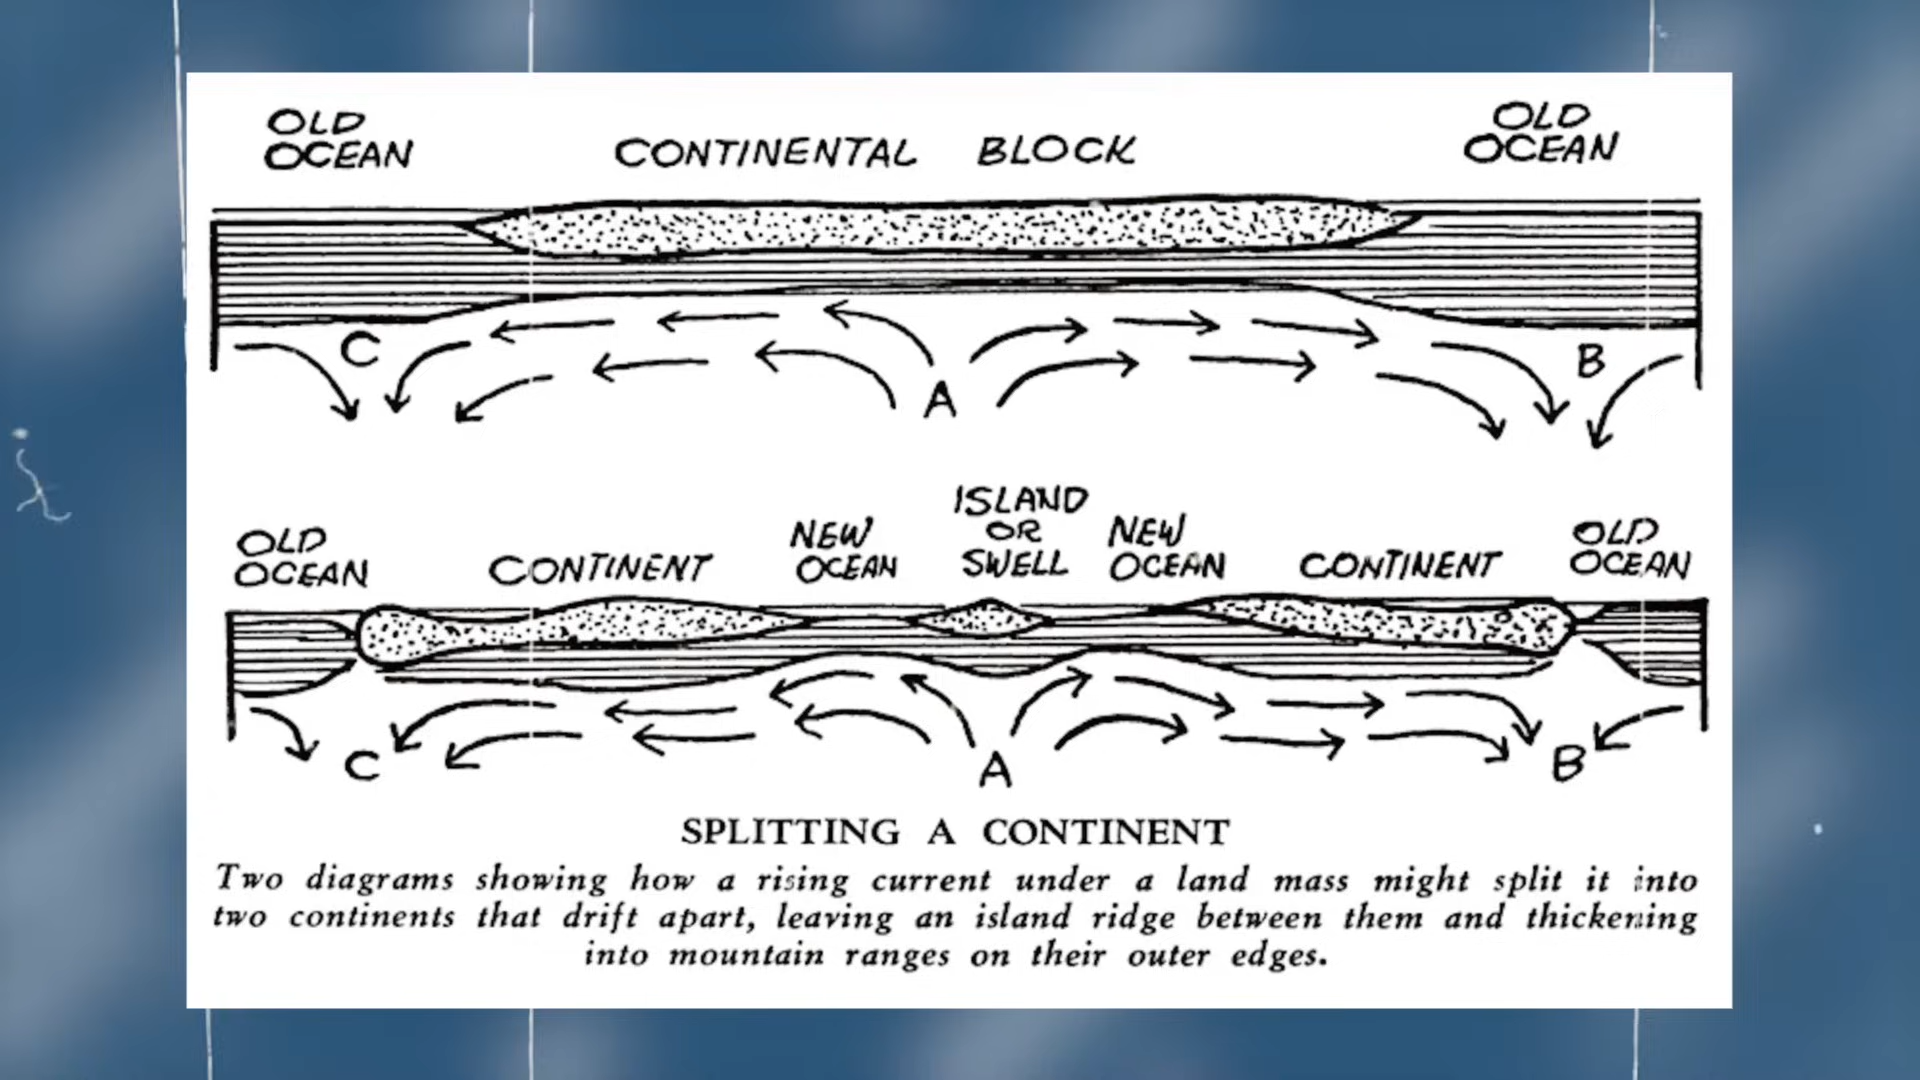 OLD OCEAN
CONTINENTAL BLOCK
OLD OCEAN
C
A
B
OLD OCEAN
CONTINENT
NEW OCEAN
ISLAND OR SWELL
NEW OCEAN
CONTINENT
OLD OCEAN
C
A
B
SPLITTING A CONTINENT
Two diagrams showing how a rising current under a land mass might split it into
two continents that drift apart, leaving an island ridge between them and thickening
into mountain ranges on their outer edges.